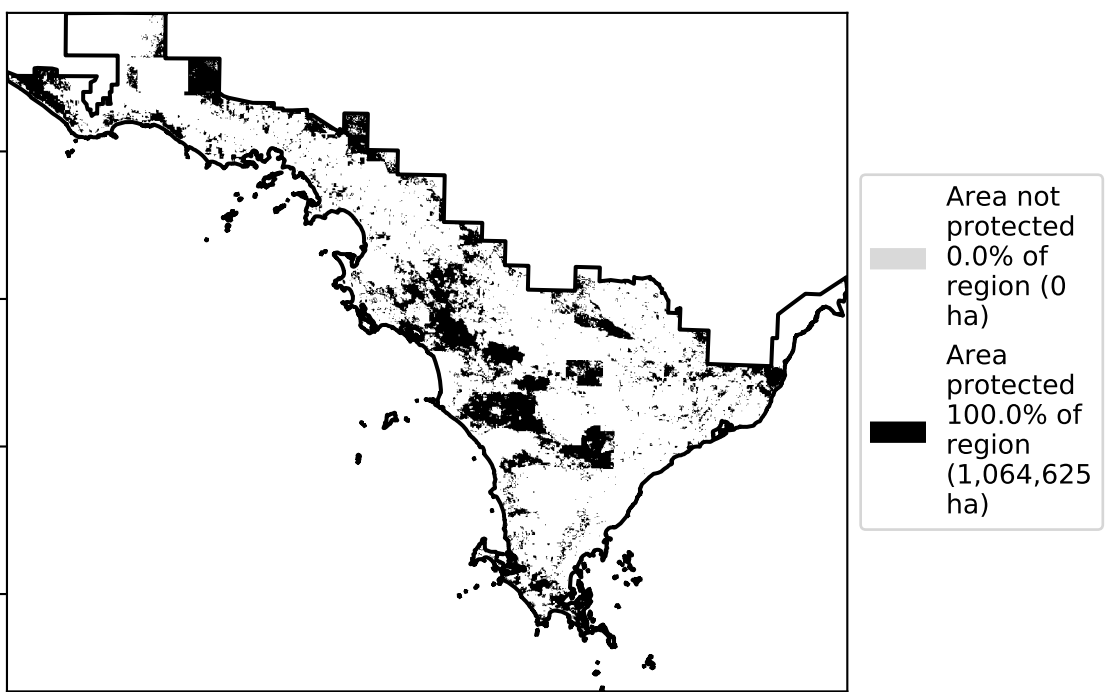 Area not
protected
0.0% of
region (0
ha)
Area
protected
100.0% of
region
(1,064,625
ha)